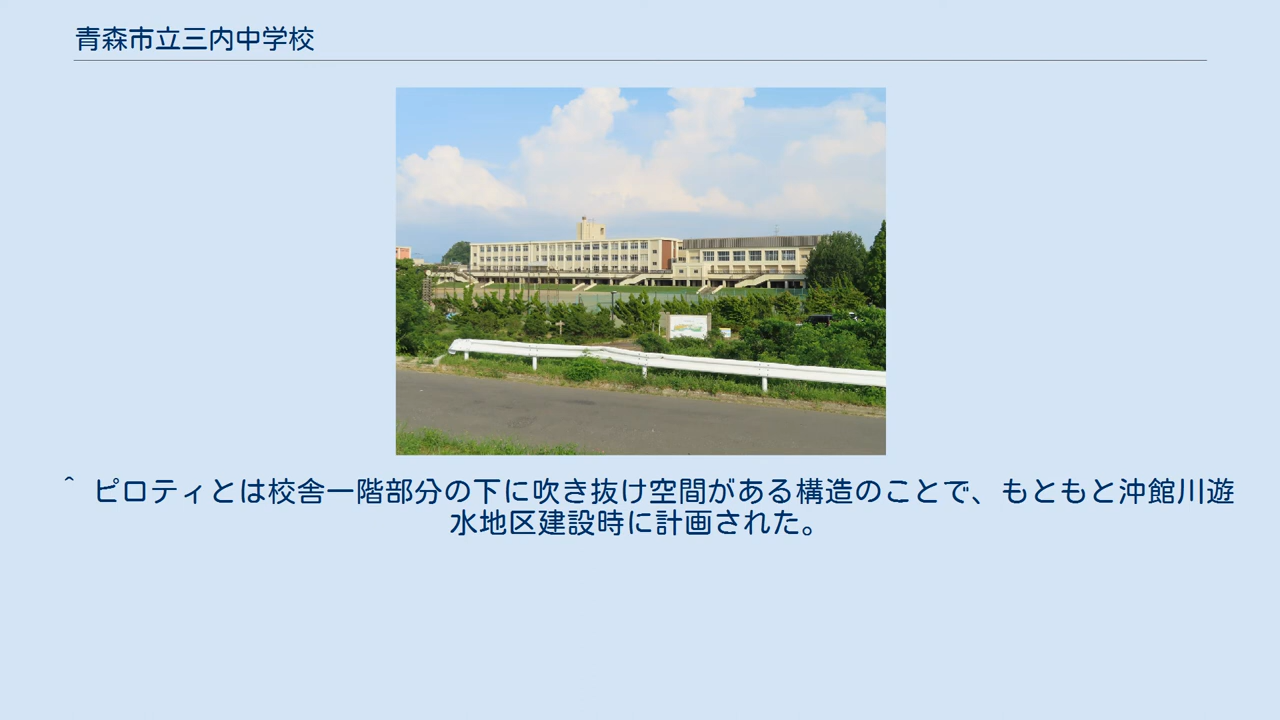 青森市立三内中学校
^ ピロティとは校舎一階部分の下に吹き抜け空間がある構造のことで、もともと沖館川遊
水地区建設時に計画された。